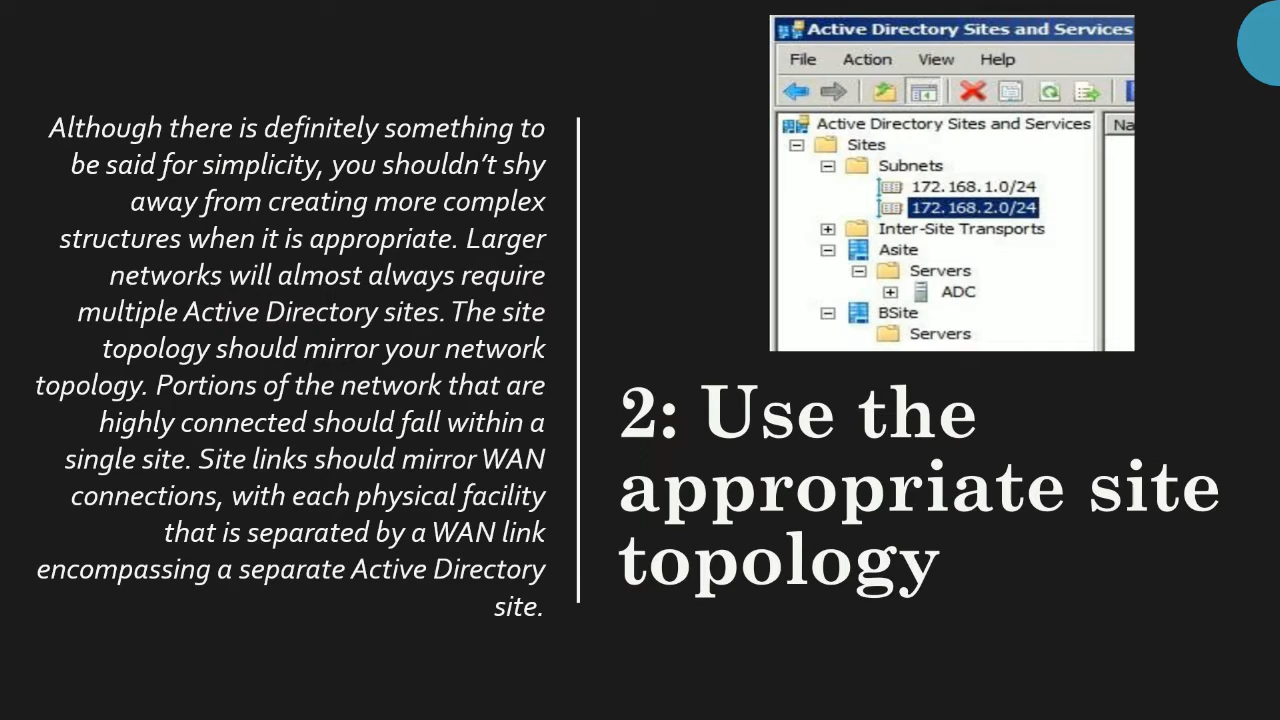 Although there is definitely something to
be said for simplicity, you shouldn't shy
away from creating more complex
structures when it is appropriate. Larger
networks will almost always require
multiple Active Directory sites. The site
topology should mirror your network
topology. Portions of the network that are
highly connected should fall within a
single site. Site links should mirror WAN
connections, with each physical facility
that is separated by a WAN link
encompassing a separate Active Directory
site.
Active Directory Sites and Services
File Action View Help
Active Directory Sites and Services
Na
Sites
Subnets
172.168.1.0/24
172.168.2.0/24
Inter-Site Transports
Asite
Servers
ADC
BSite
Servers
2: Use the
appropriate site
topology